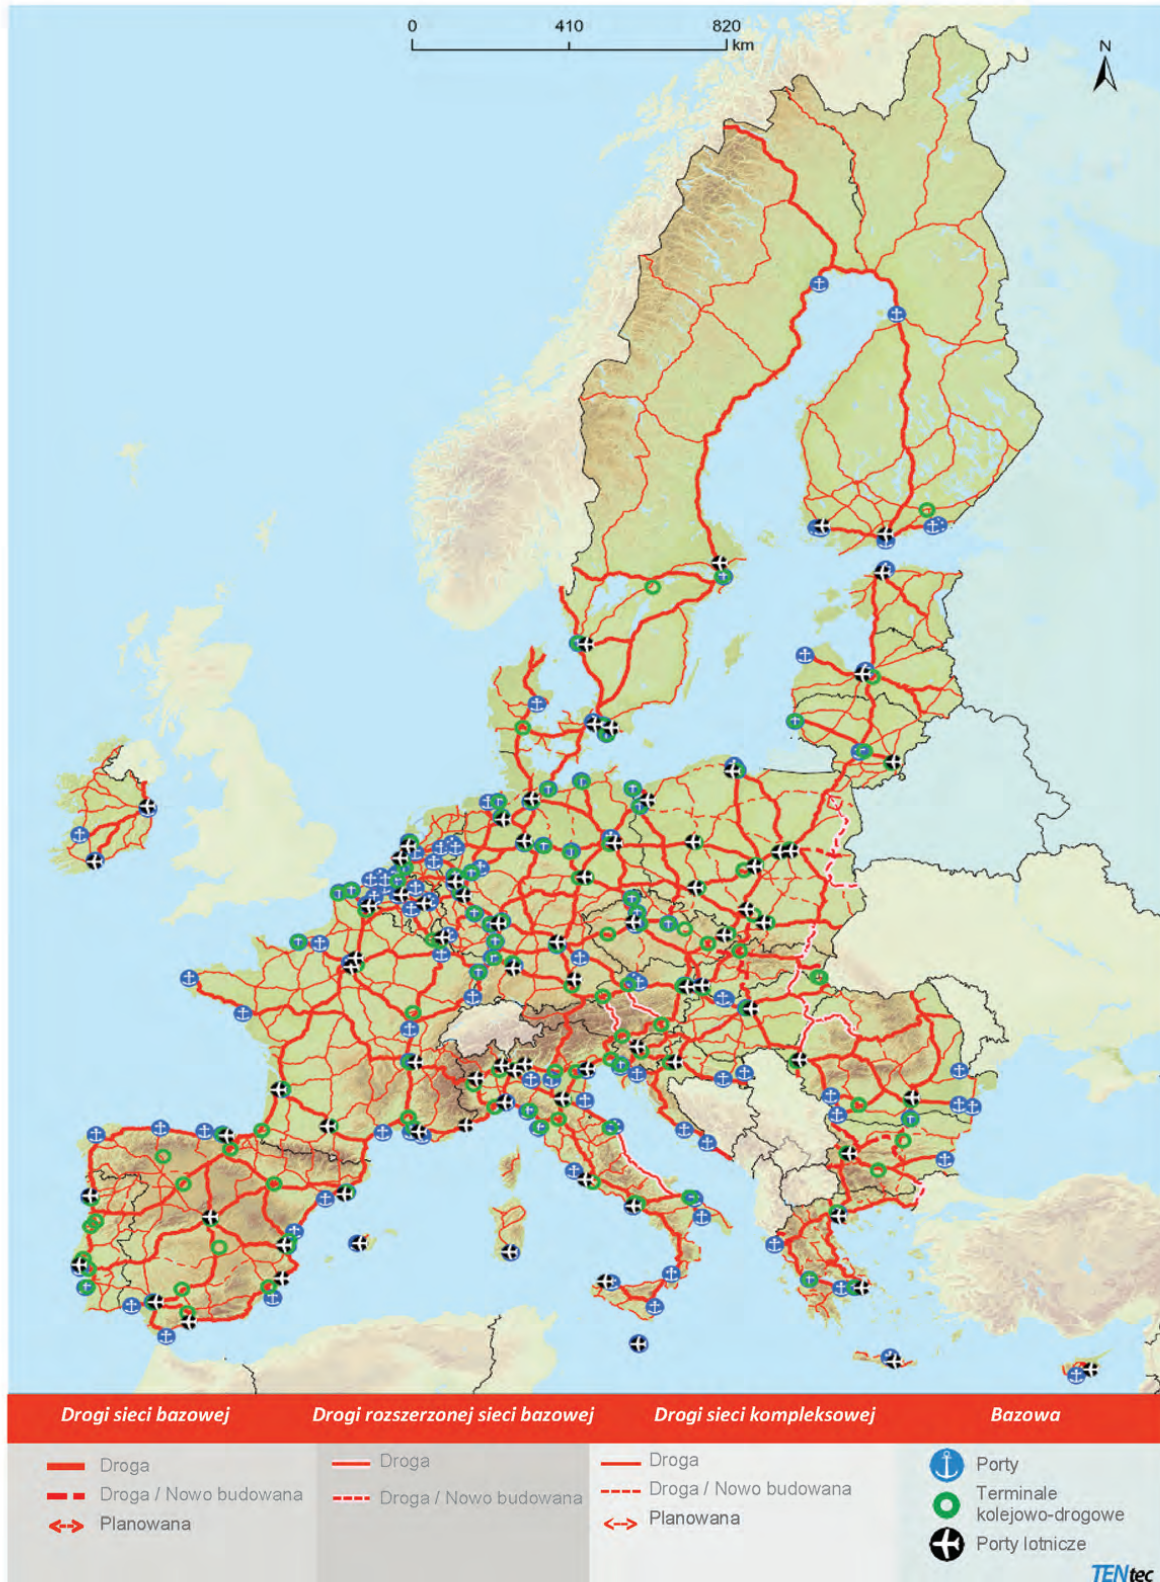 0 410 820
km
N
Drogi sieci bazowej
Drogi rozszerzonej sieci bazowej
Drogi sieci kompleksowej
Bazowa
Droga
Droga / Nowo budowana
Planowana
Droga
Droga / Nowo budowana
Droga
Droga / Nowo budowana
Planowana
Porty
Terminale
kolejowo-drogowe
Porty lotnicze
TENtec